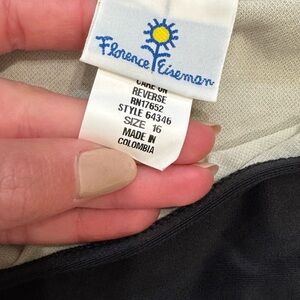 Florence Eiseman
CARE ON
REVERSE
RN17652
STYLE 64346
SIZE 16
MADE IN
COLOMBIA